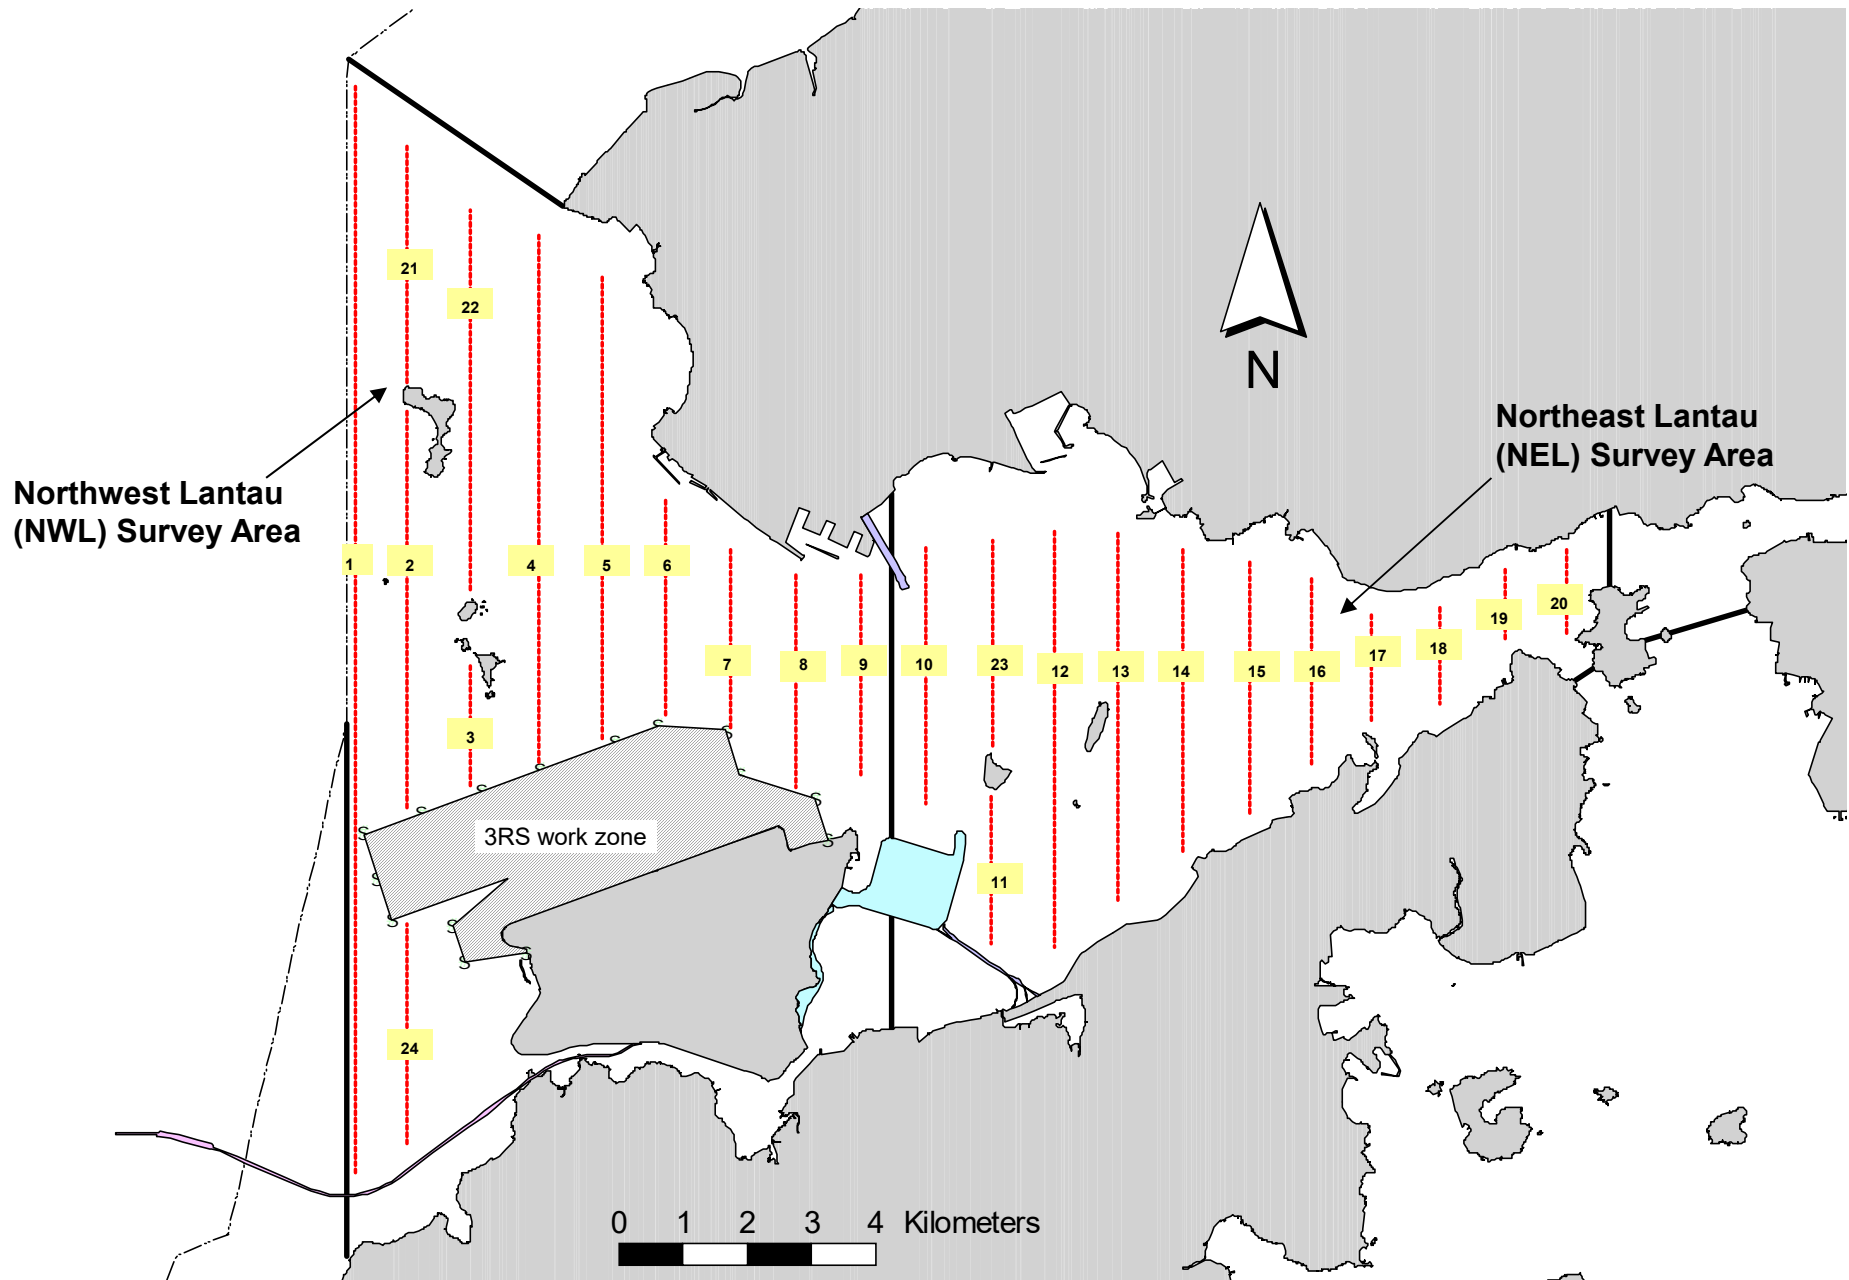 21
22
Northeast Lantau
(NEL) Survey Area
N
Northwest Lantau
(NWL) Survey Area
1
2
4
5
6
20
19
18
17
7
8
9
10
23
12
13
14
15
16
3
S
S
S
S
S
S
S
S
S
S
3RS work zone
S
S
S
S
S
S
11
24
0 1 2 3 4 Kilometers